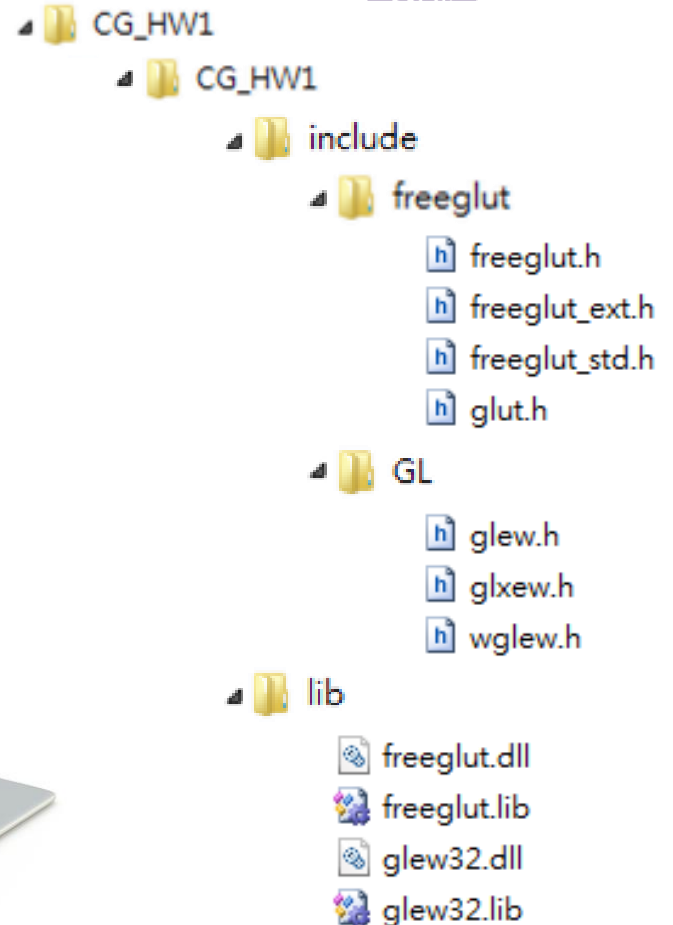 CG_HW1
CG_HW1
include
freeglut
freeglut.h
freeglut_ext.h
freeglut_std.h
glut.h
GL
glew.h
glxew.h
wglew.h
lib
freeglut.dll
freeglut.lib
glew32.dll
glew32.lib